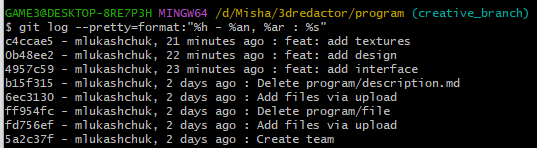 GAME3@DESKTOP-8RE7P3H MINGW64 /d/Misha/3dredactor/program (creative_branch)
$ git log --pretty=format:"%h - %an, %ar : %s"
c4ccae5 - mlukashchuk, 21 minutes ago : feat: add textures
0b48ee2 - mlukashchuk, 22 minutes ago : feat: add design
4957c59 - mlukashchuk, 23 minutes ago : feat: add interface
b15f315 - mlukashchuk, 2 days ago : Delete program/description.md
6ec3130 - mlukashchuk, 2 days ago : Add files via upload
ff954fc - mlukashchuk, 2 days ago : Delete program/file
fd756ef - mlukashchuk, 2 days ago : Add files via upload
5a2c37f - mlukashchuk, 2 days ago : Create team